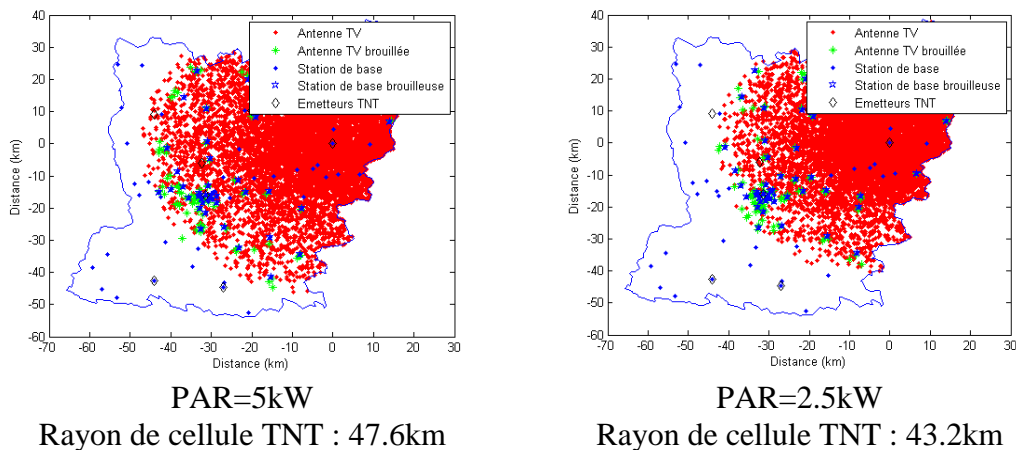 40
30
20
10
0
-10
-20
-30
-40
-50
-60
-70 -60 -50 -40 -30 -20 -10 0 10 20 30
Distance (km)
Distance (km)
Antenne TV
Antenne TV brouillée
Station de base
Station de base brouilleuse
Emetteurs TNT
PAR=5kW
Rayon de cellule TNT : 47.6km
40
30
20
10
0
-10
-20
-30
-40
-50
-60
-70 -60 -50 -40 -30 -20 -10 0 10 20 30
Distance (km)
Distance (km)
Antenne TV
Antenne TV brouillée
Station de base
Station de base brouilleuse
Emetteurs TNT
PAR=2.5kW
Rayon de cellule TNT : 43.2km